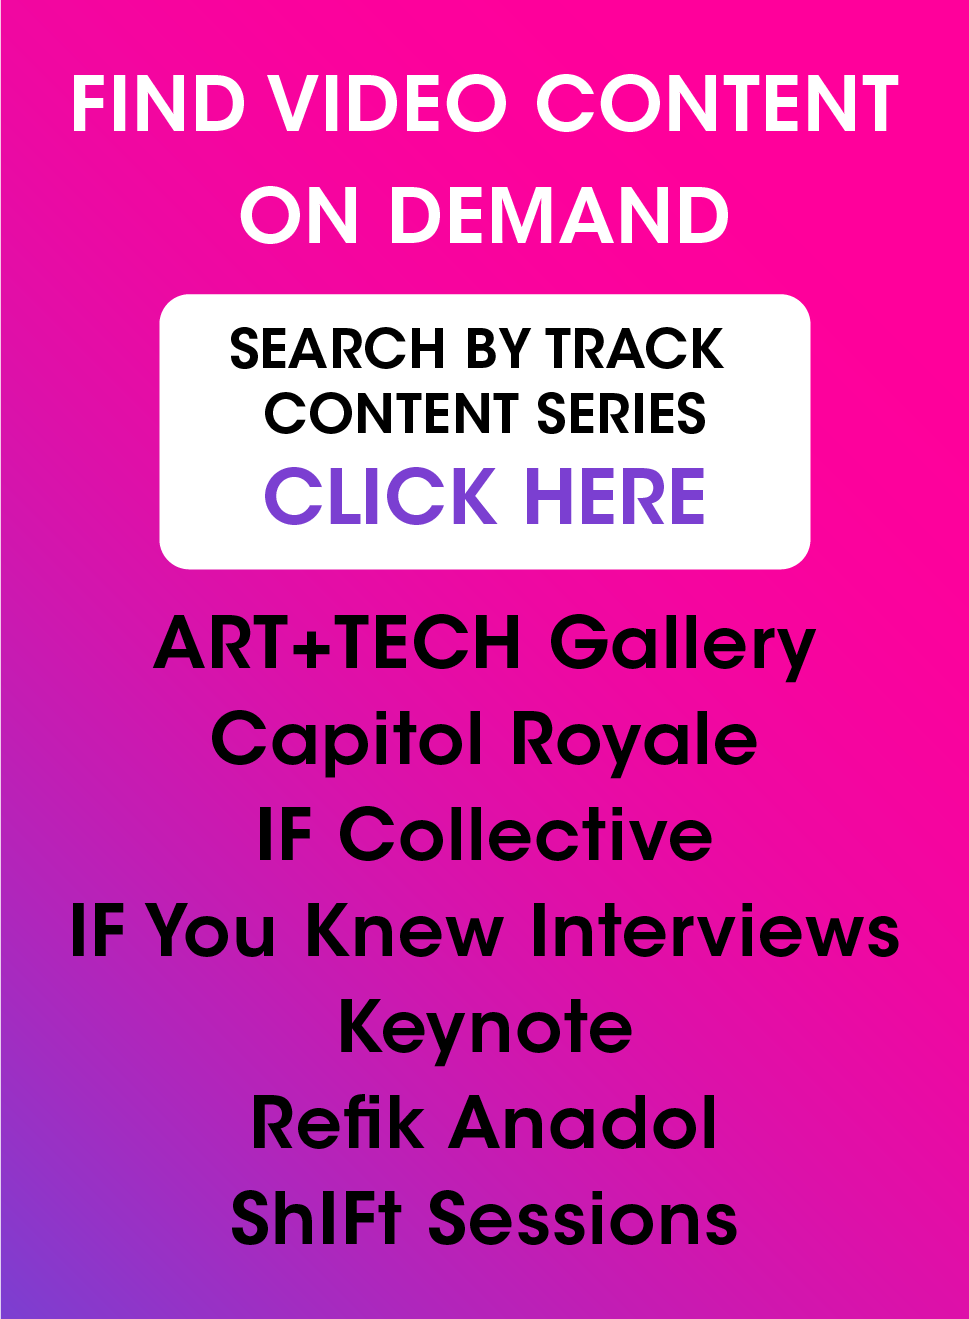 FIND VIDEO CONTENT
ON DEMAND
SEARCH BY TRACK
CONTENT SERIES
CLICK HERE
ART+TECH Gallery
Capitol Royale
IF Collective
IF You Knew Interviews
Keynote
Refik Anadol
ShIFt Sessions